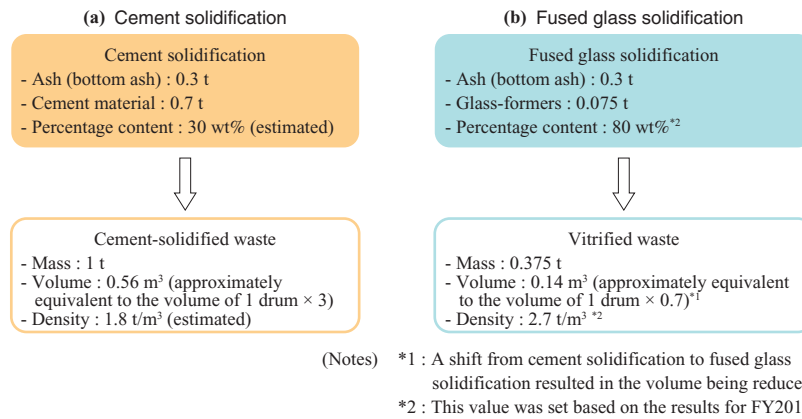 (a) Cement solidification
Cement solidification
- Ash (bottom ash) : 0.3 t
- Cement material : 0.7 t
- Percentage content : 30 wt% (estimated)
Cement-solidified waste
- Mass : 1 t
- Volume : 0.56 m³ (approximately
equivalent to the volume of 1 drum × 3)
- Density : 1.8 t/m³ (estimated)
(b) Fused glass solidification
Fused glass solidification
- Ash (bottom ash) : 0.3 t
- Glass-formers : 0.075 t
- Percentage content : 80 wt%*2
Vitrified waste
- Mass : 0.375 t
- Volume : 0.14 m³ (approximately equivalent
to the volume of 1 drum × 0.7)*1
- Density : 2.7 t/m³ *2
(Notes) *1 : A shift from cement solidification to fused glass
solidification resulted in the volume being reduce
*2 : This value was set based on the results for FY201